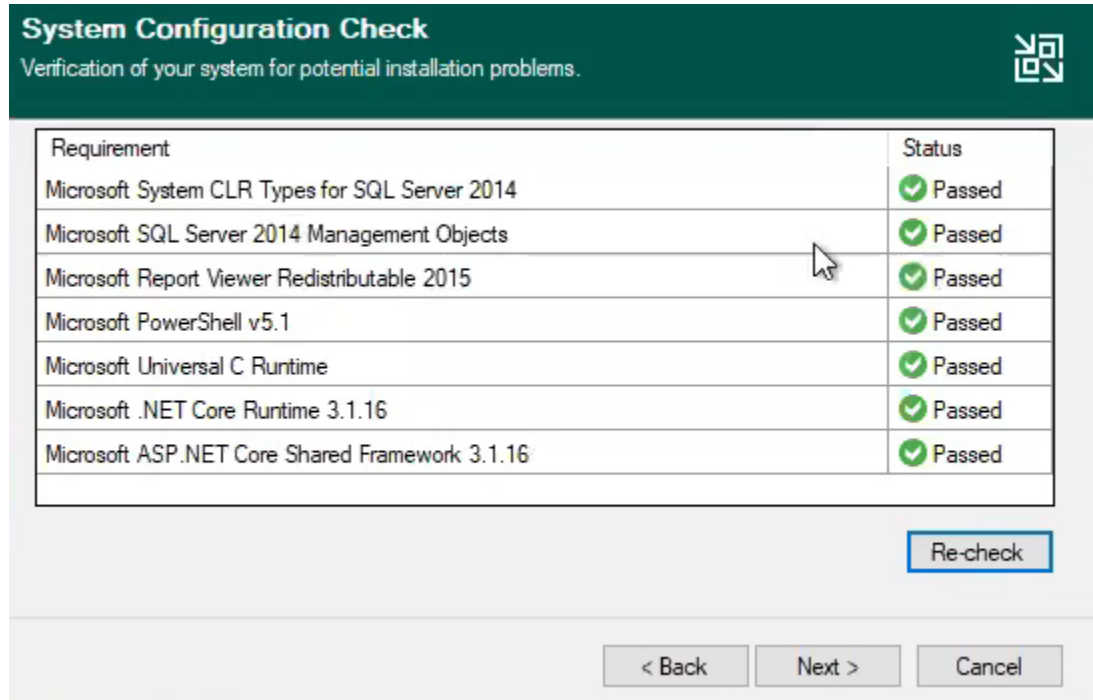 System Configuration Check
Verification of your system for potential installation problems.
Requirement Status
Microsoft System CLR Types for SQL Server 2014 Passed
Microsoft SQL Server 2014 Management Objects Passed
Microsoft Report Viewer Redistributable 2015 Passed
Microsoft PowerShell v5.1 Passed
Microsoft Universal C Runtime Passed
Microsoft .NET Core Runtime 3.1.16 Passed
Microsoft ASP.NET Core Shared Framework 3.1.16 Passed
Re-check
< Back Next > Cancel